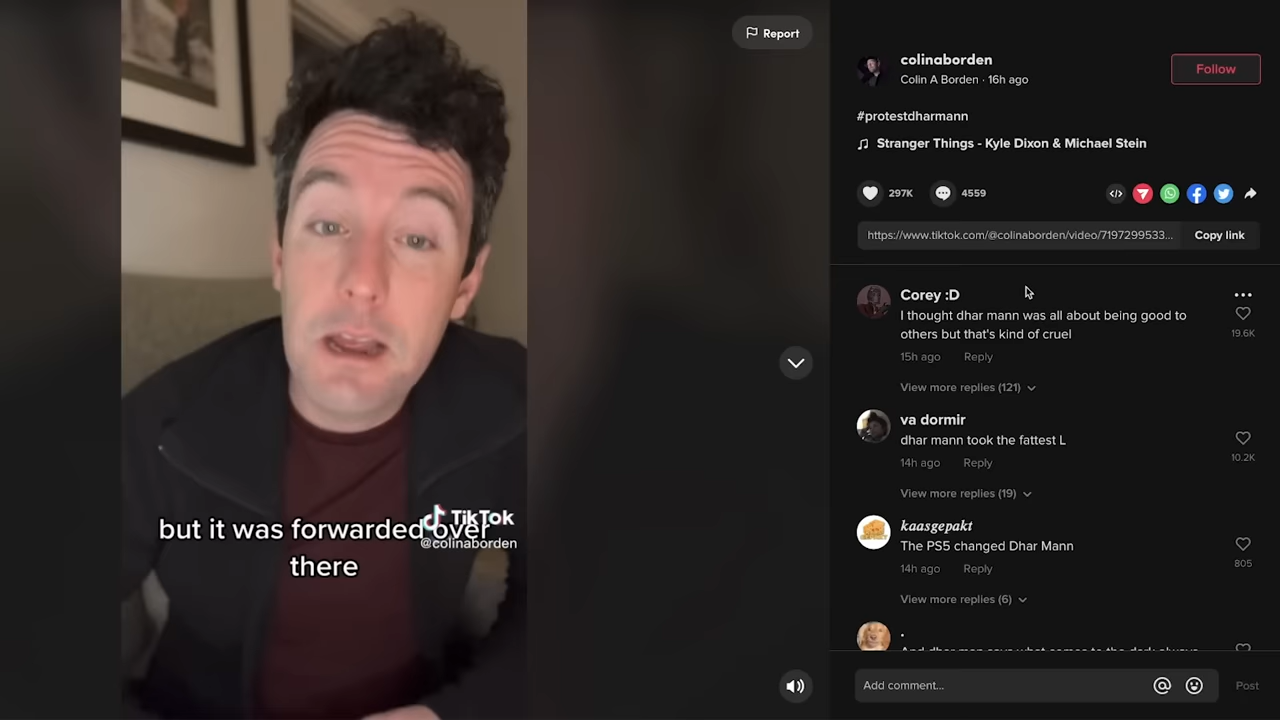 Report
colinaborden
Colin A Borden · 16h ago
Follow
#protestdharmann
Stranger Things - Kyle Dixon & Michael Stein
297K
4559
https://www.tiktok.com/@colinaborden/video/7197299533...
Copy link
Corey :D
I thought dhar mann was all about being good to
others but that's kind of cruel
19.6K
15h ago Reply
View more replies (121)
va dormir
dhar mann took the fattest L
10.2K
14h ago Reply
View more replies (19)
kaasgepakt
The PS5 changed Dhar Mann
805
14h ago Reply
View more replies (6)
.
Add comment...
Post
but it was forwarded over
there
TikTok
@colinaborden